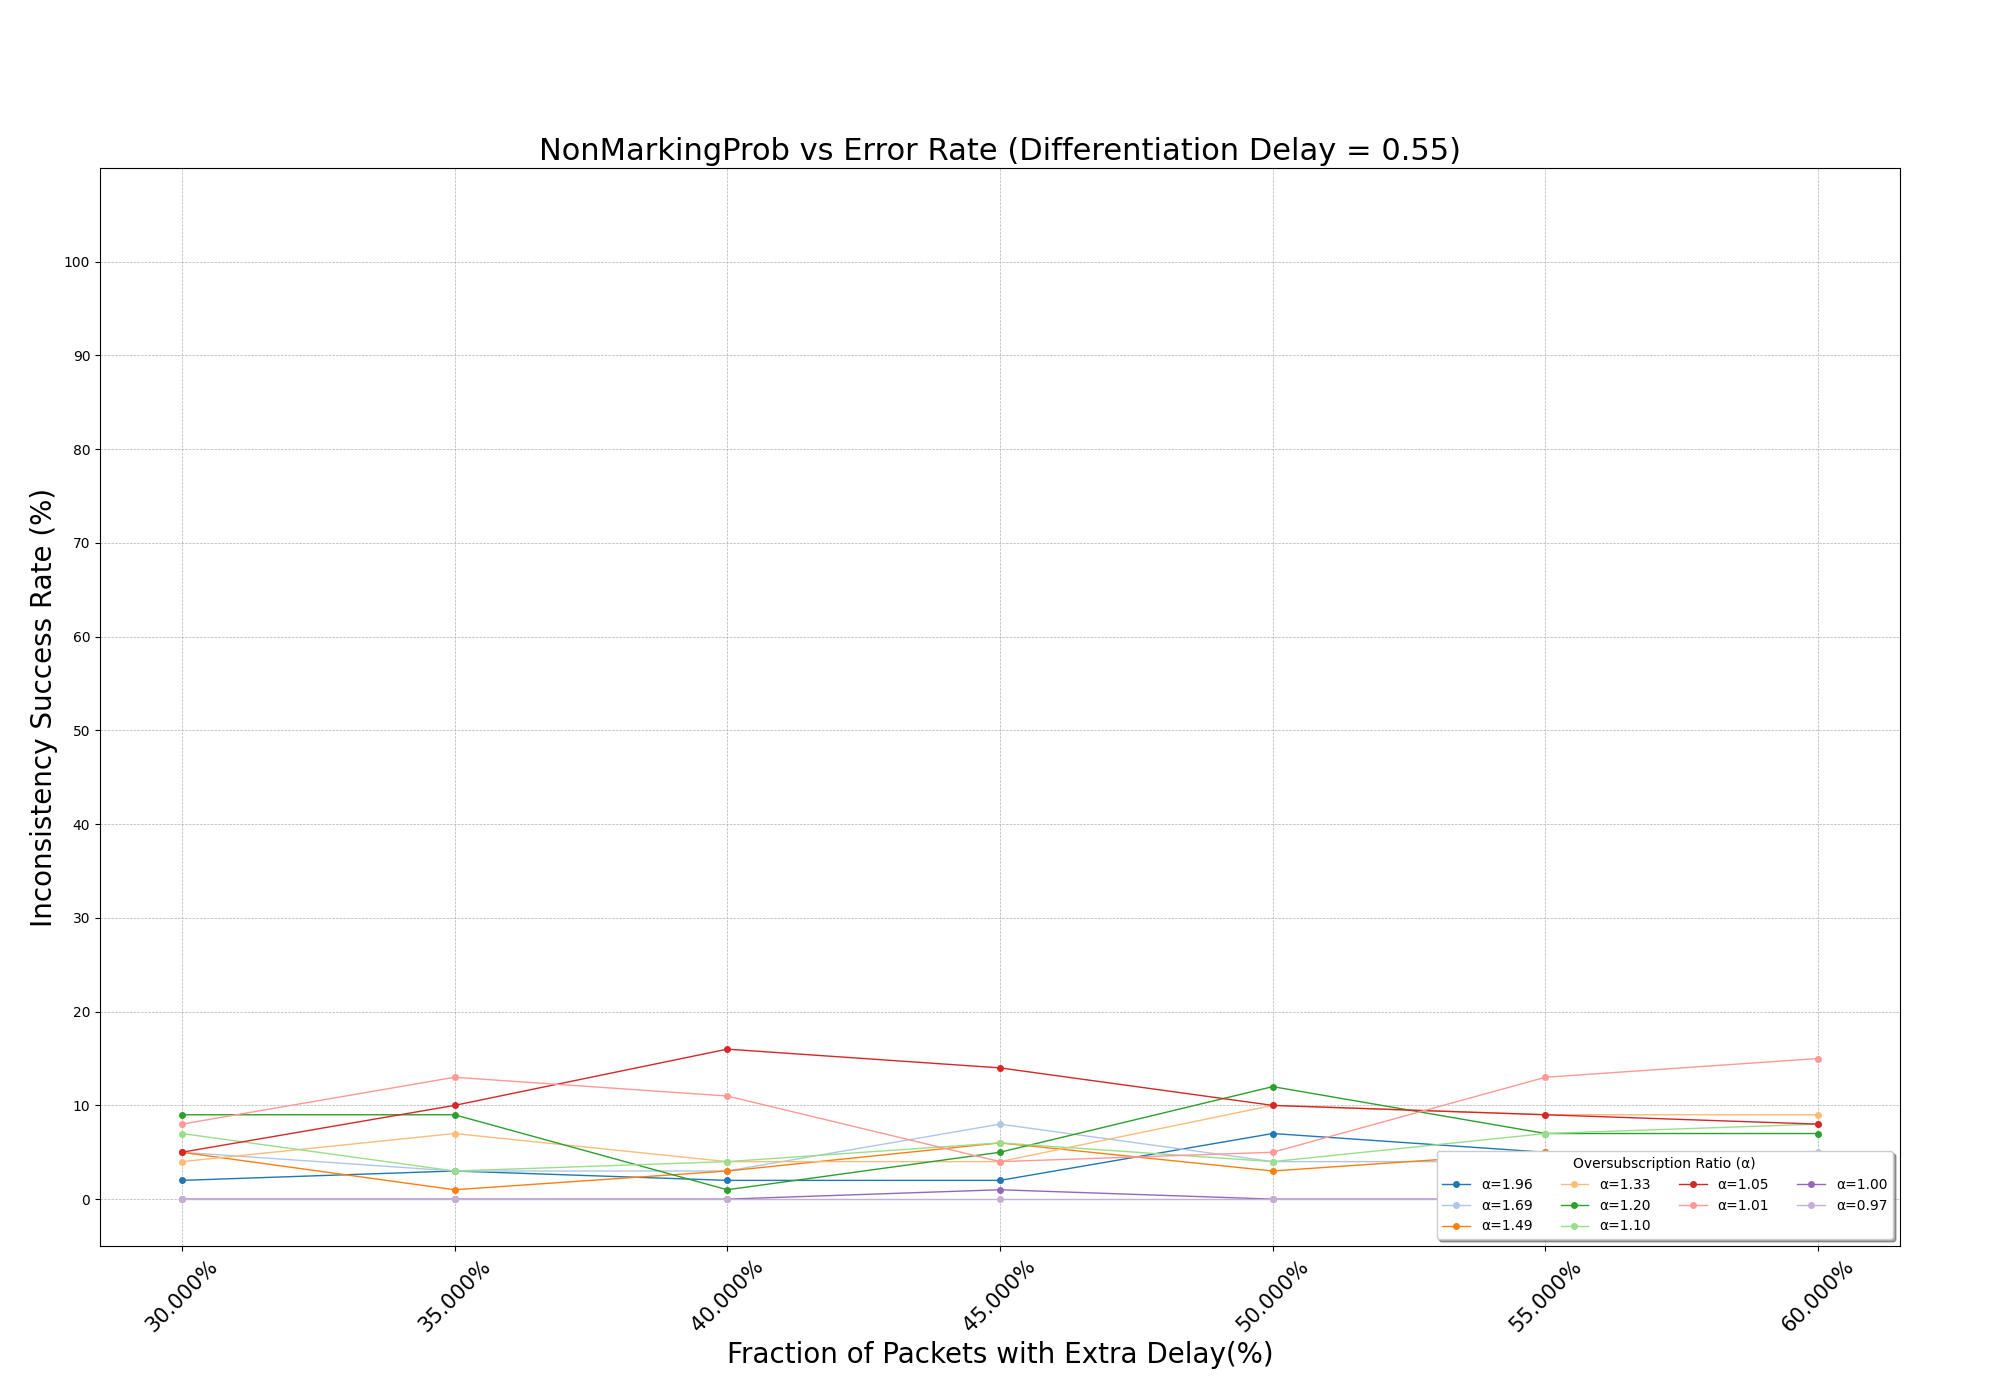 NonMarkingProb vs Error Rate (Differentiation Delay = 0.55)
Inconsistency Success Rate (%)
100
90
80
70
60
50
40
30
20
10
0
Oversubscription Ratio (α)
α=1.96 α=1.33 α=1.05 α=1.00
α=1.69 α=1.20 α=1.01 α=0.97
α=1.49 α=1.10
30.000% 35.000% 40.000% 45.000% 50.000% 55.000% 60.000%
Fraction of Packets with Extra Delay(%)